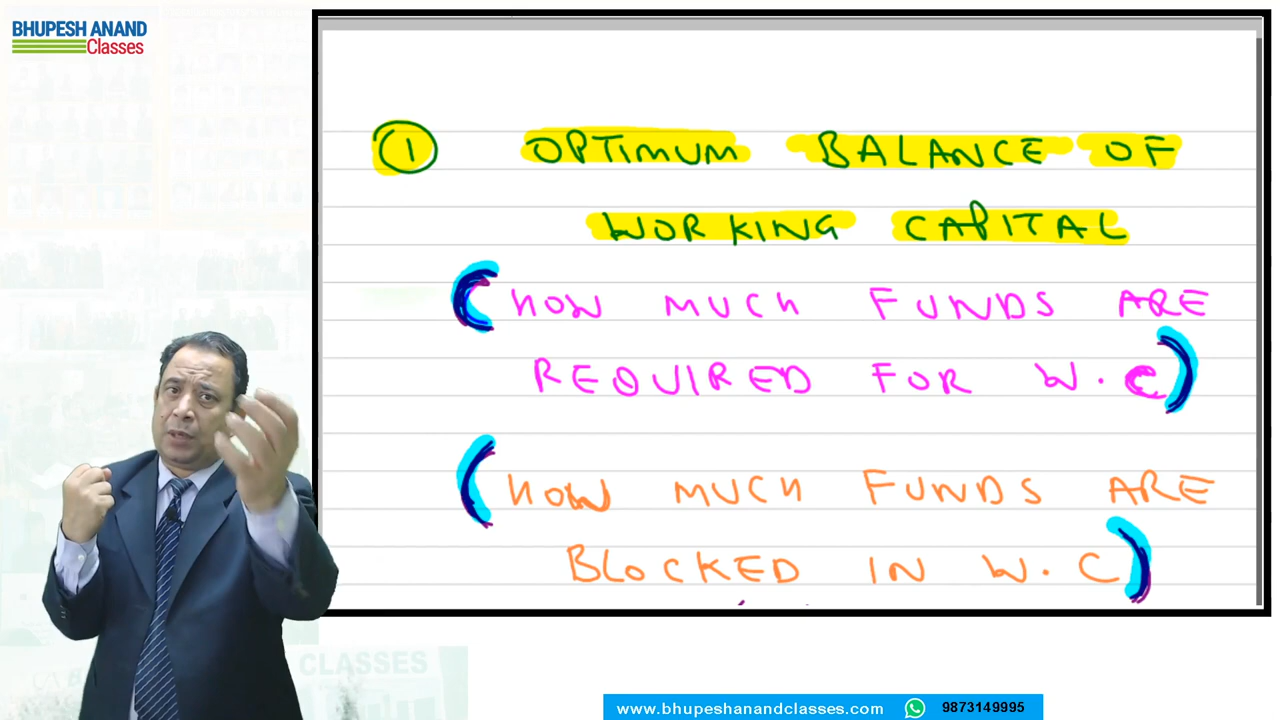 BHUPESH ANAND
Classes
1 OPTIMUM BALANCE OF
WORKING CAPITAL
(HOW MUCH FUNDS ARE
REQUIRED FOR W.C)
(HOW MUCH FUNDS ARE
BLOCKED IN W.C)
CLASSES
www.bhupeshanandclasses.com 9873149995